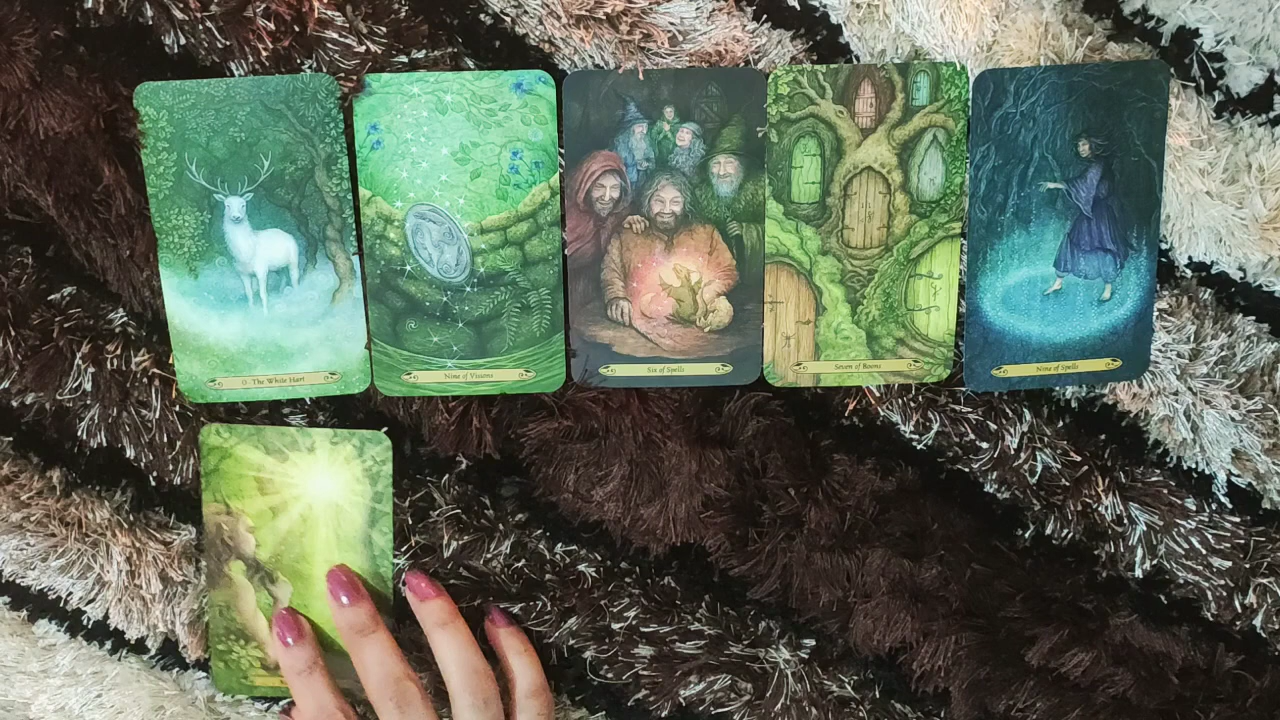 0 · The White Hart
Nine of Visions
Six of Spells
Seven of Boons
Nine of Spells